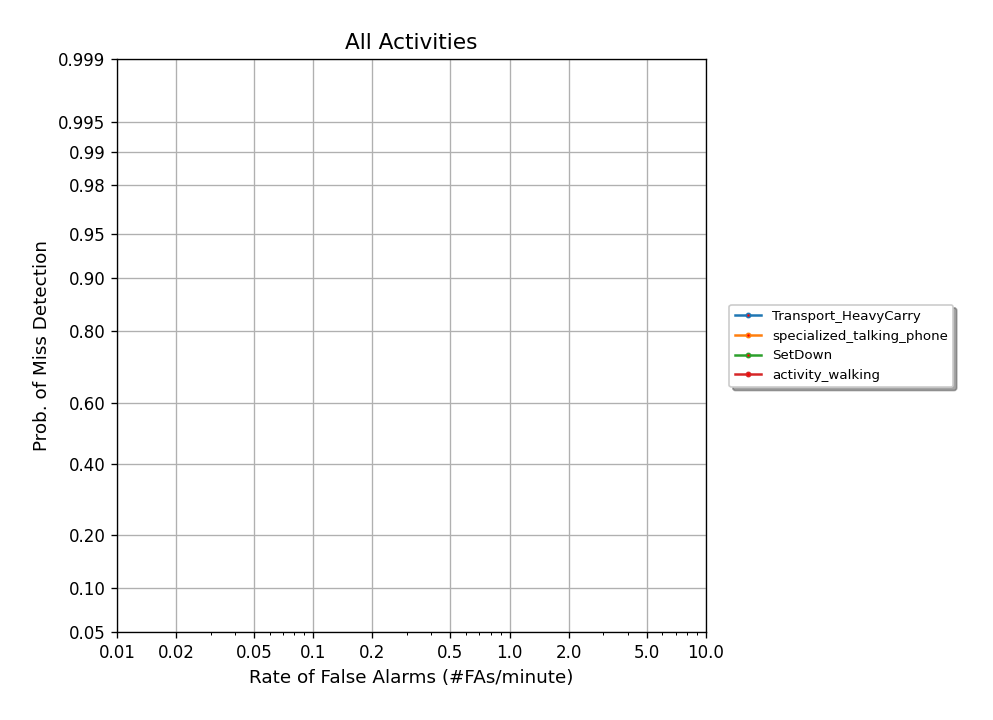 All Activities
0.999
0.995
0.99
0.98
0.95
0.90
0.80
0.60
0.40
0.20
0.10
0.05
Prob. of Miss Detection
0.01 0.02 0.05 0.1 0.2 0.5 1.0 2.0 5.0 10.0
Rate of False Alarms (#FAs/minute)
Transport_HeavyCarry
specialized_talking_phone
SetDown
activity_walking